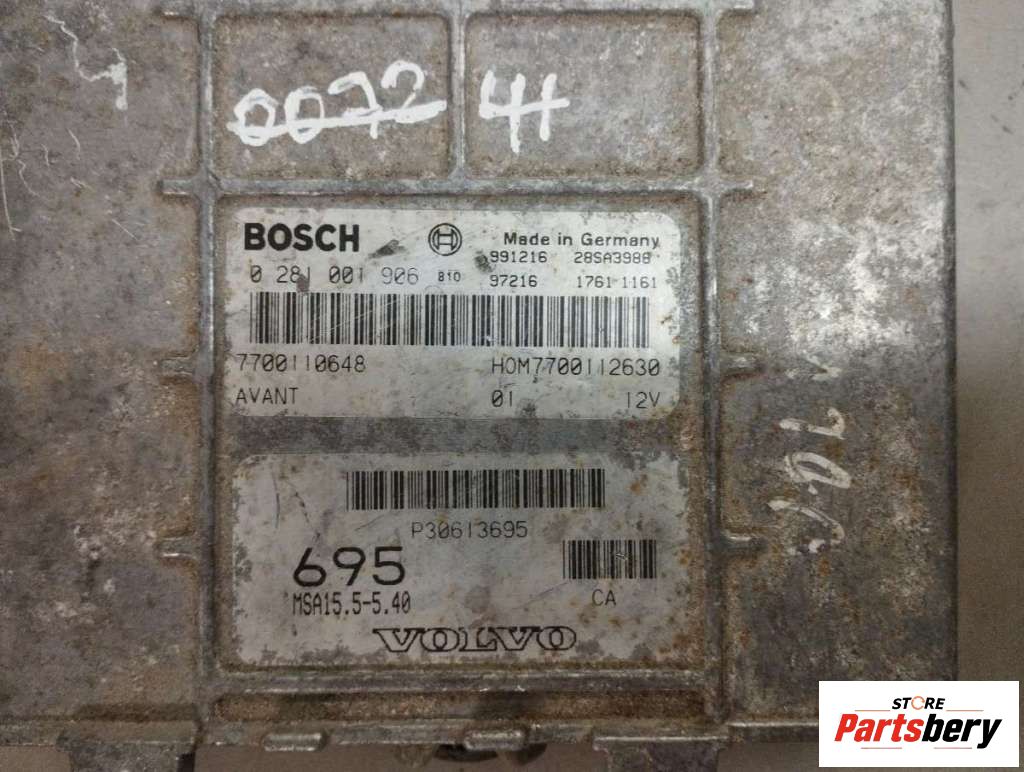 0072 41
BOSCH Made in Germany
991216 28SA3988
0 281 001 906 B10 97216 1761 1161
7700110648 HOM7700112630
AVANT 01 12V
P30613695
695
MSA15.5-5.40 CA
VOLVO
STORE
Partsbery